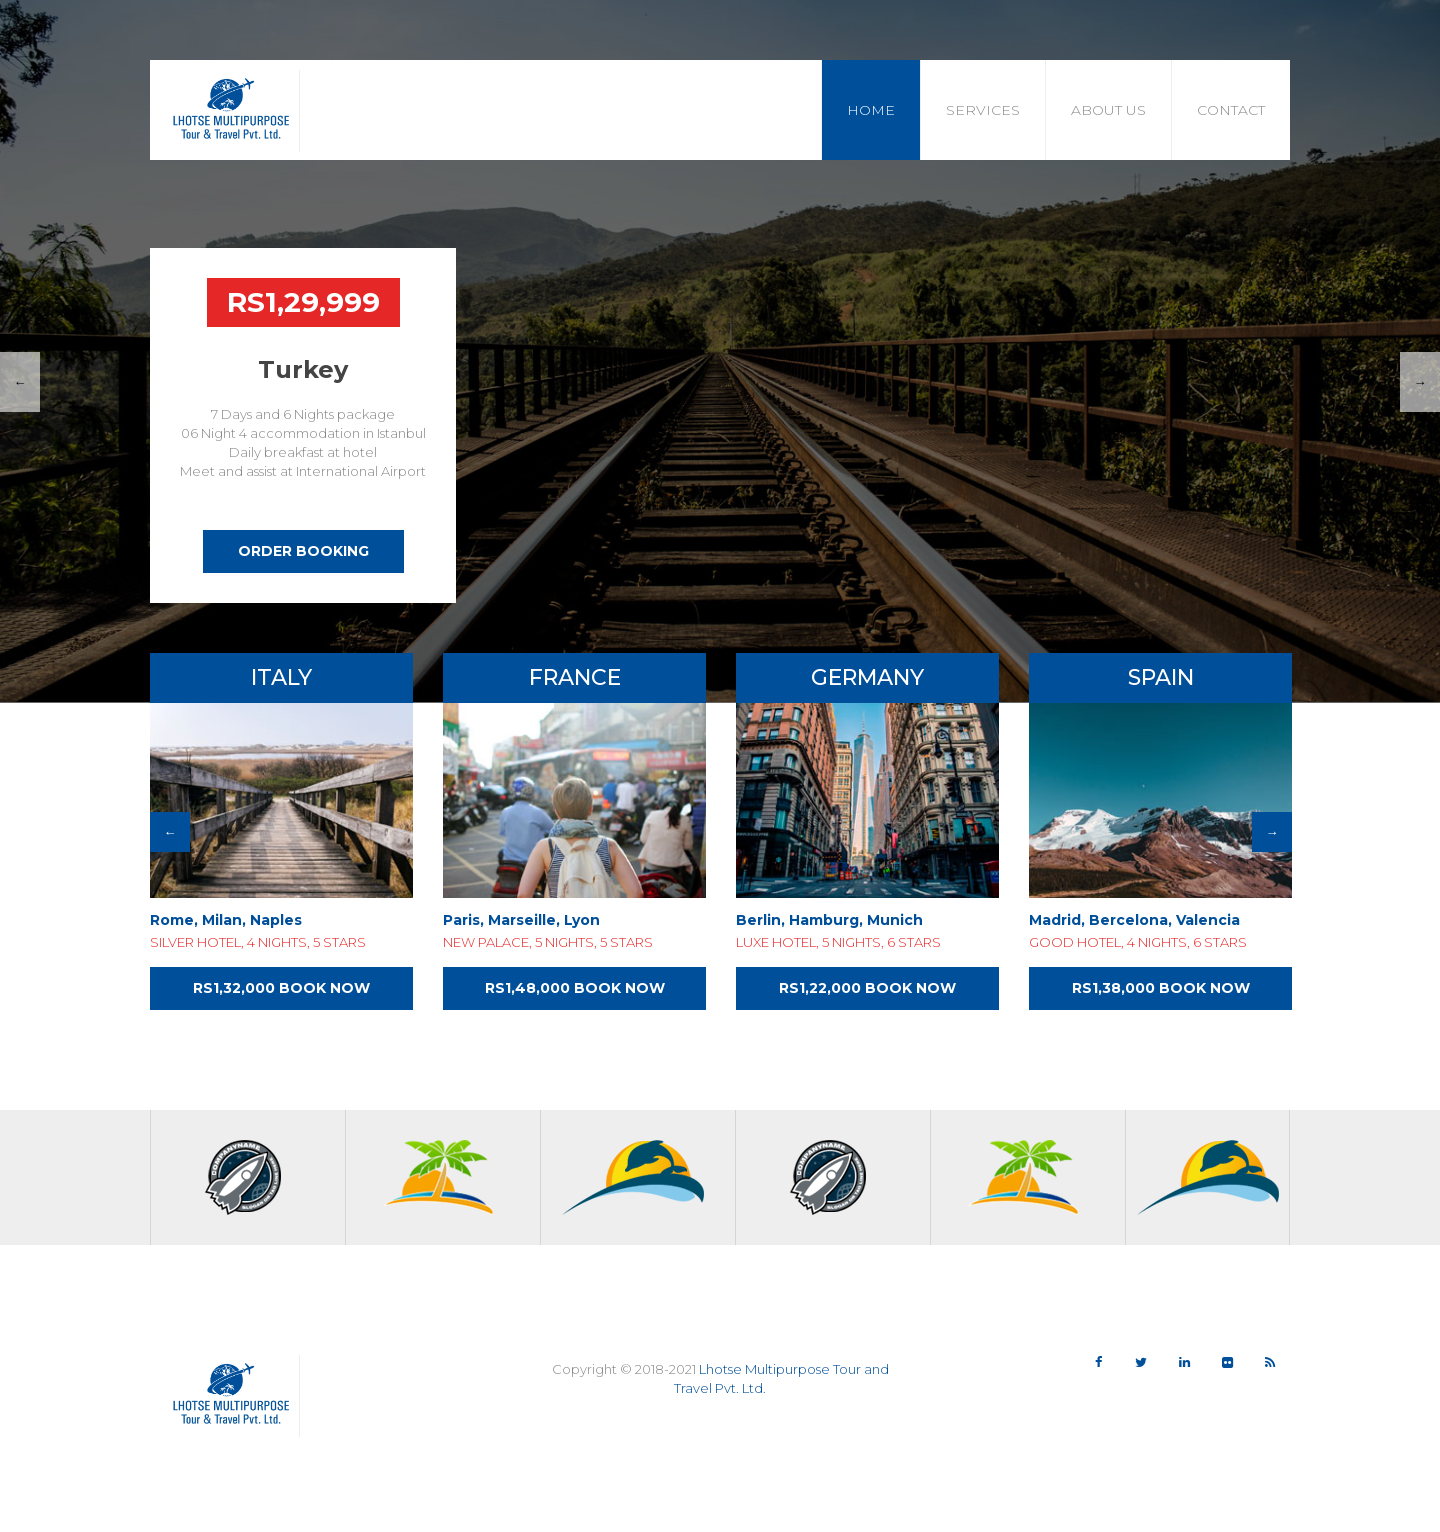 LHOTSE MULTIPURPOSE
Tour & Travel Pvt. Ltd.
HOME
SERVICES
ABOUT US
CONTACT
RS1,29,999
Turkey
7 Days and 6 Nights package
06 Night 4 accommodation in Istanbul
Daily breakfast at hotel
Meet and assist at International Airport
←
→
ORDER BOOKING
ITALY
FRANCE
GERMANY
SPAIN
←
→
Rome, Milan, Naples
SILVER HOTEL, 4 NIGHTS, 5 STARS
RS1,32,000 BOOK NOW
Paris, Marseille, Lyon
NEW PALACE, 5 NIGHTS, 5 STARS
RS1,48,000 BOOK NOW
Berlin, Hamburg, Munich
LUXE HOTEL, 5 NIGHTS, 6 STARS
RS1,22,000 BOOK NOW
Madrid, Bercelona, Valencia
GOOD HOTEL, 4 NIGHTS, 6 STARS
RS1,38,000 BOOK NOW
COMPANYNAME
COMPANYNAME
LHOTSE MULTIPURPOSE
Tour & Travel Pvt. Ltd.
Copyright © 2018-2021 Lhotse Multipurpose Tour and
Travel Pvt. Ltd.